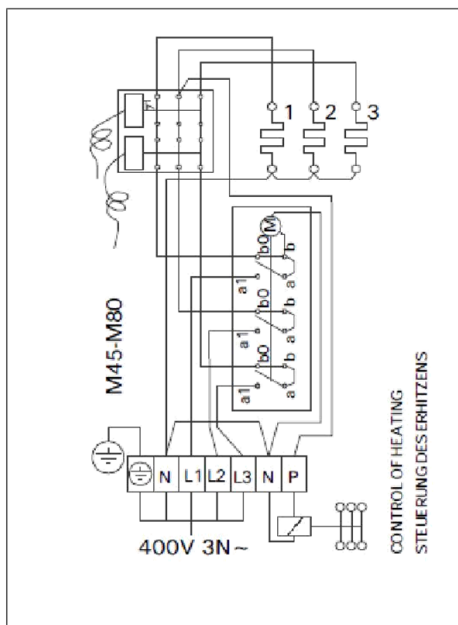 1 2 3
M
b0 b
a1 a
b0 b
a1 a
b0 b
a1 a
M45-M80
N L1 L2 L3 N P
400V 3N~
CONTROL OF HEATING
STEUERUNG DES ERHITZENS